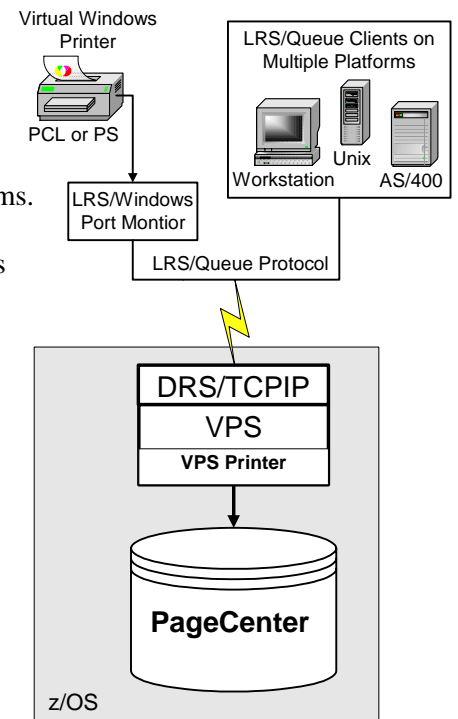 Virtual Windows
Printer
PCL or PS
LRS/Queue Clients on
Multiple Platforms
Workstation
Unix
AS/400
ms.
s
LRS/Windows
Port Montior
LRS/Queue Protocol
DRS/TCPIP
VPS
VPS Printer
PageCenter
z/OS